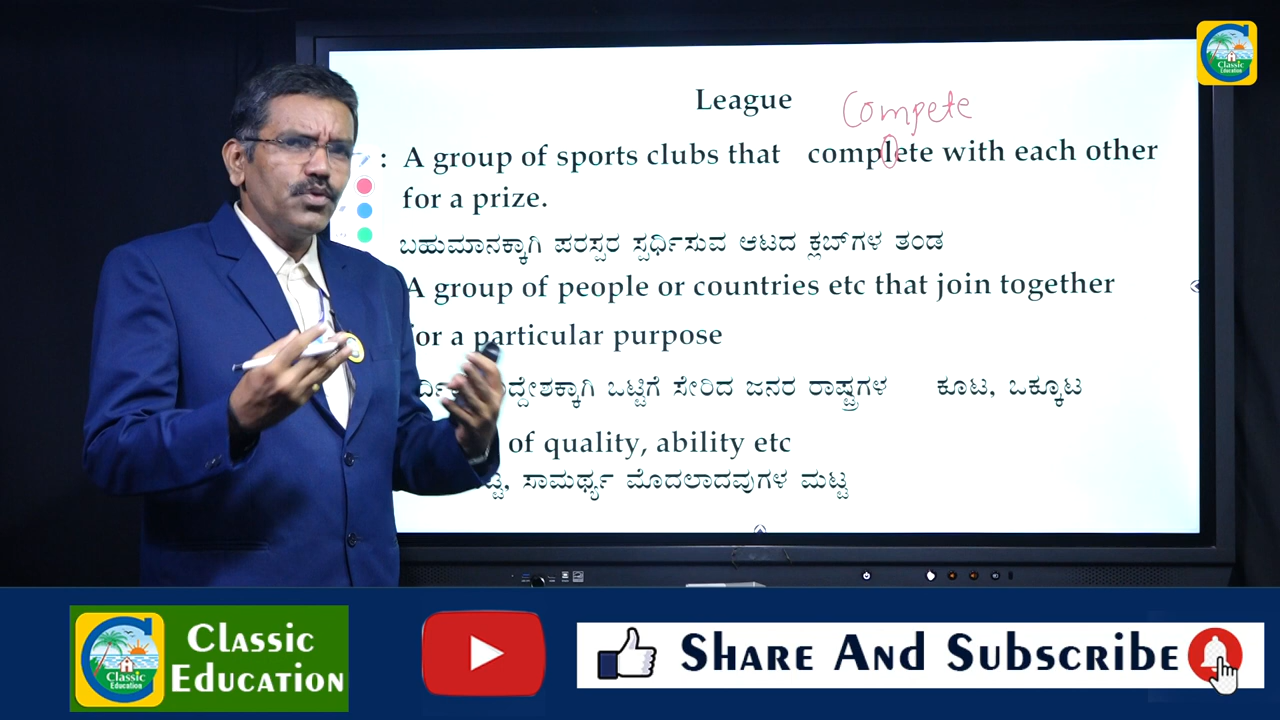 League
Compete
: A group of sports clubs that complete with each other
for a prize.
ಬಹುಮಾನಕ್ಕಾಗಿ ಪರಸ್ಪರ ಸ್ಪರ್ಧಿಸುವ ಆಟದ ಕ್ಲಬ್‌ಗಳ ತಂಡ
A group of people or countries etc that join together
for a particular purpose
ಒಟ್ಟಿಗೆ ಸೇರಿದ ಜನರ ರಾಷ್ಟ್ರಗಳ ಕೂಟ, ಒಕ್ಕೂಟ
of quality, ability etc
ಸಾಮರ್ಥ್ಯ ಮೊದಲಾದವುಗಳ ಮಟ್ಟ
Classic
Education
Classic
Education
Classic
Education
Share And Subscribe